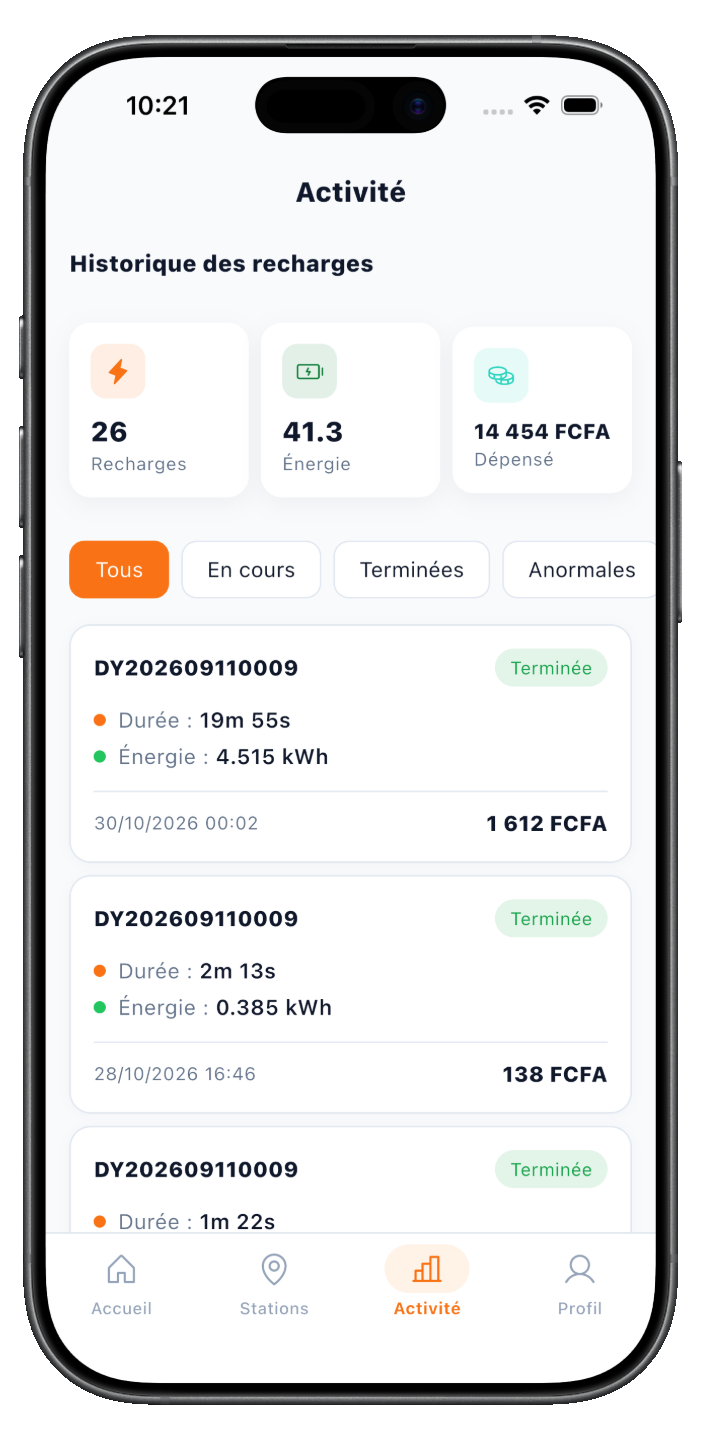 10:21
Activité
Historique des recharges
26
Recharges
41.3
Énergie
14 454 FCFA
Dépensé
Tous
En cours
Terminées
Anormales
DY202609110009
Terminée
Durée : 19m 55s
Énergie : 4.515 kWh
30/10/2026 00:02
1 612 FCFA
DY202609110009
Terminée
Durée : 2m 13s
Énergie : 0.385 kWh
28/10/2026 16:46
138 FCFA
DY202609110009
Terminée
Durée : 1m 22s
Accueil
Stations
Activité
Profil